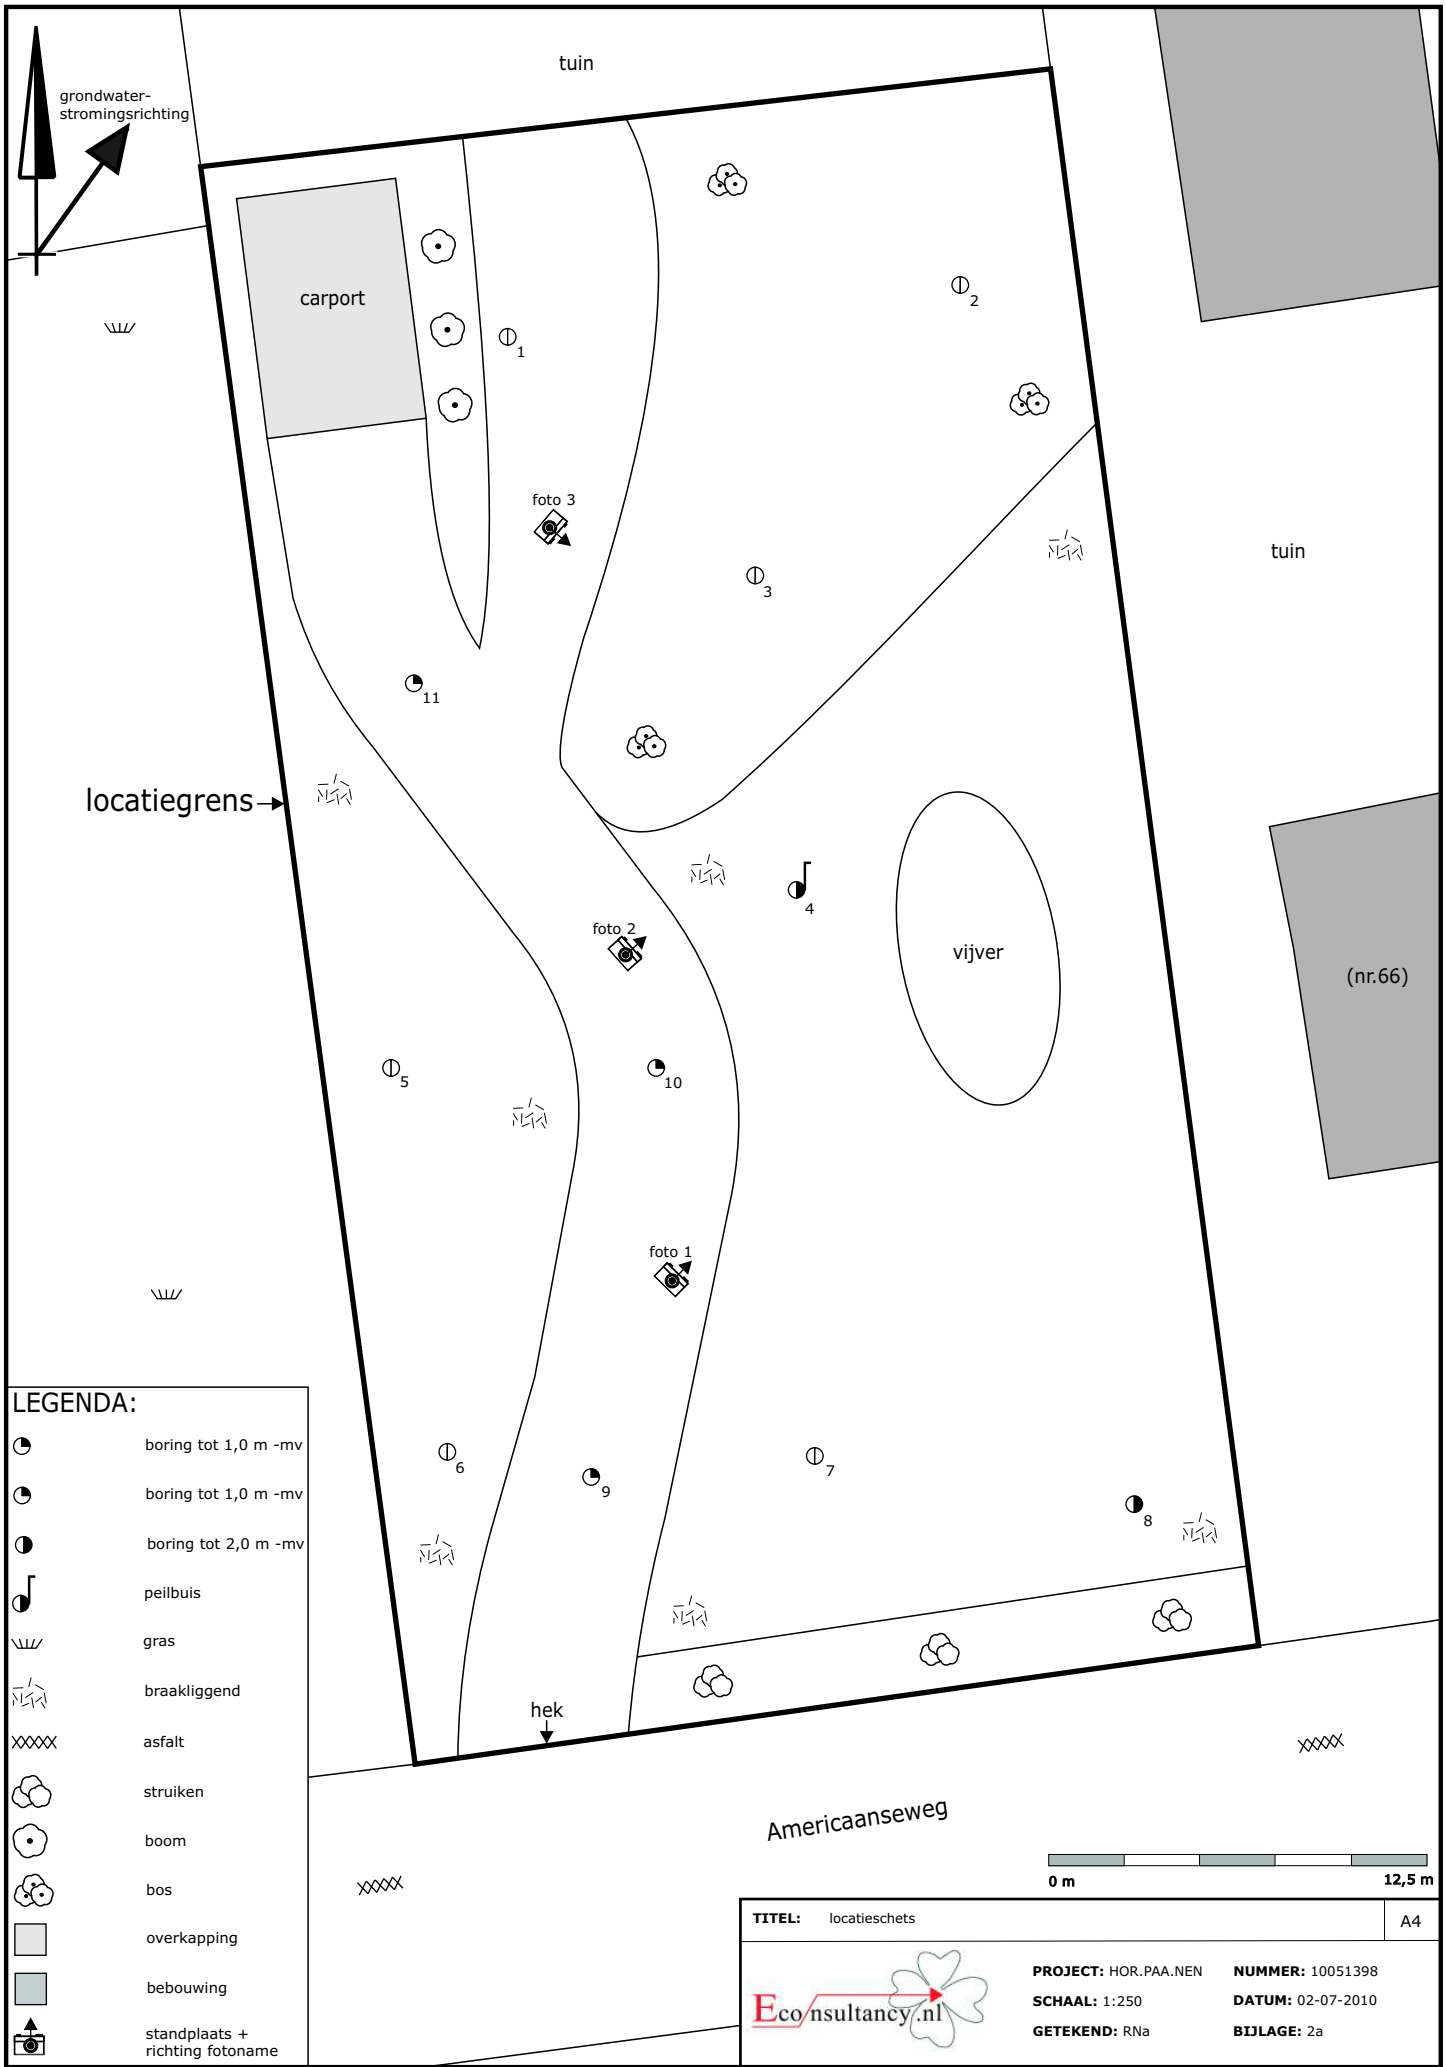 tuin
grondwater-
stromingsrichting
carport
1
2
foto 3
tuin
3
11
locatiegrens
4
foto 2
vijver
(nr.66)
5
10
foto 1
6
9
7
8
hek
Americaanseweg
LEGENDA:
boring tot 1,0 m -mv
boring tot 1,0 m -mv
boring tot 2,0 m -mv
peilbuis
gras
braakliggend
asfalt
struiken
boom
bos
overkapping
bebouwing
standplaats +
richting fotoname
0 m 12,5 m
TITEL: locatieschets A4
Econsultancy.nl
PROJECT: HOR.PAA.NEN NUMMER: 10051398
SCHAAL: 1:250 DATUM: 02-07-2010
GETEKEND: RNa BIJLAGE: 2a